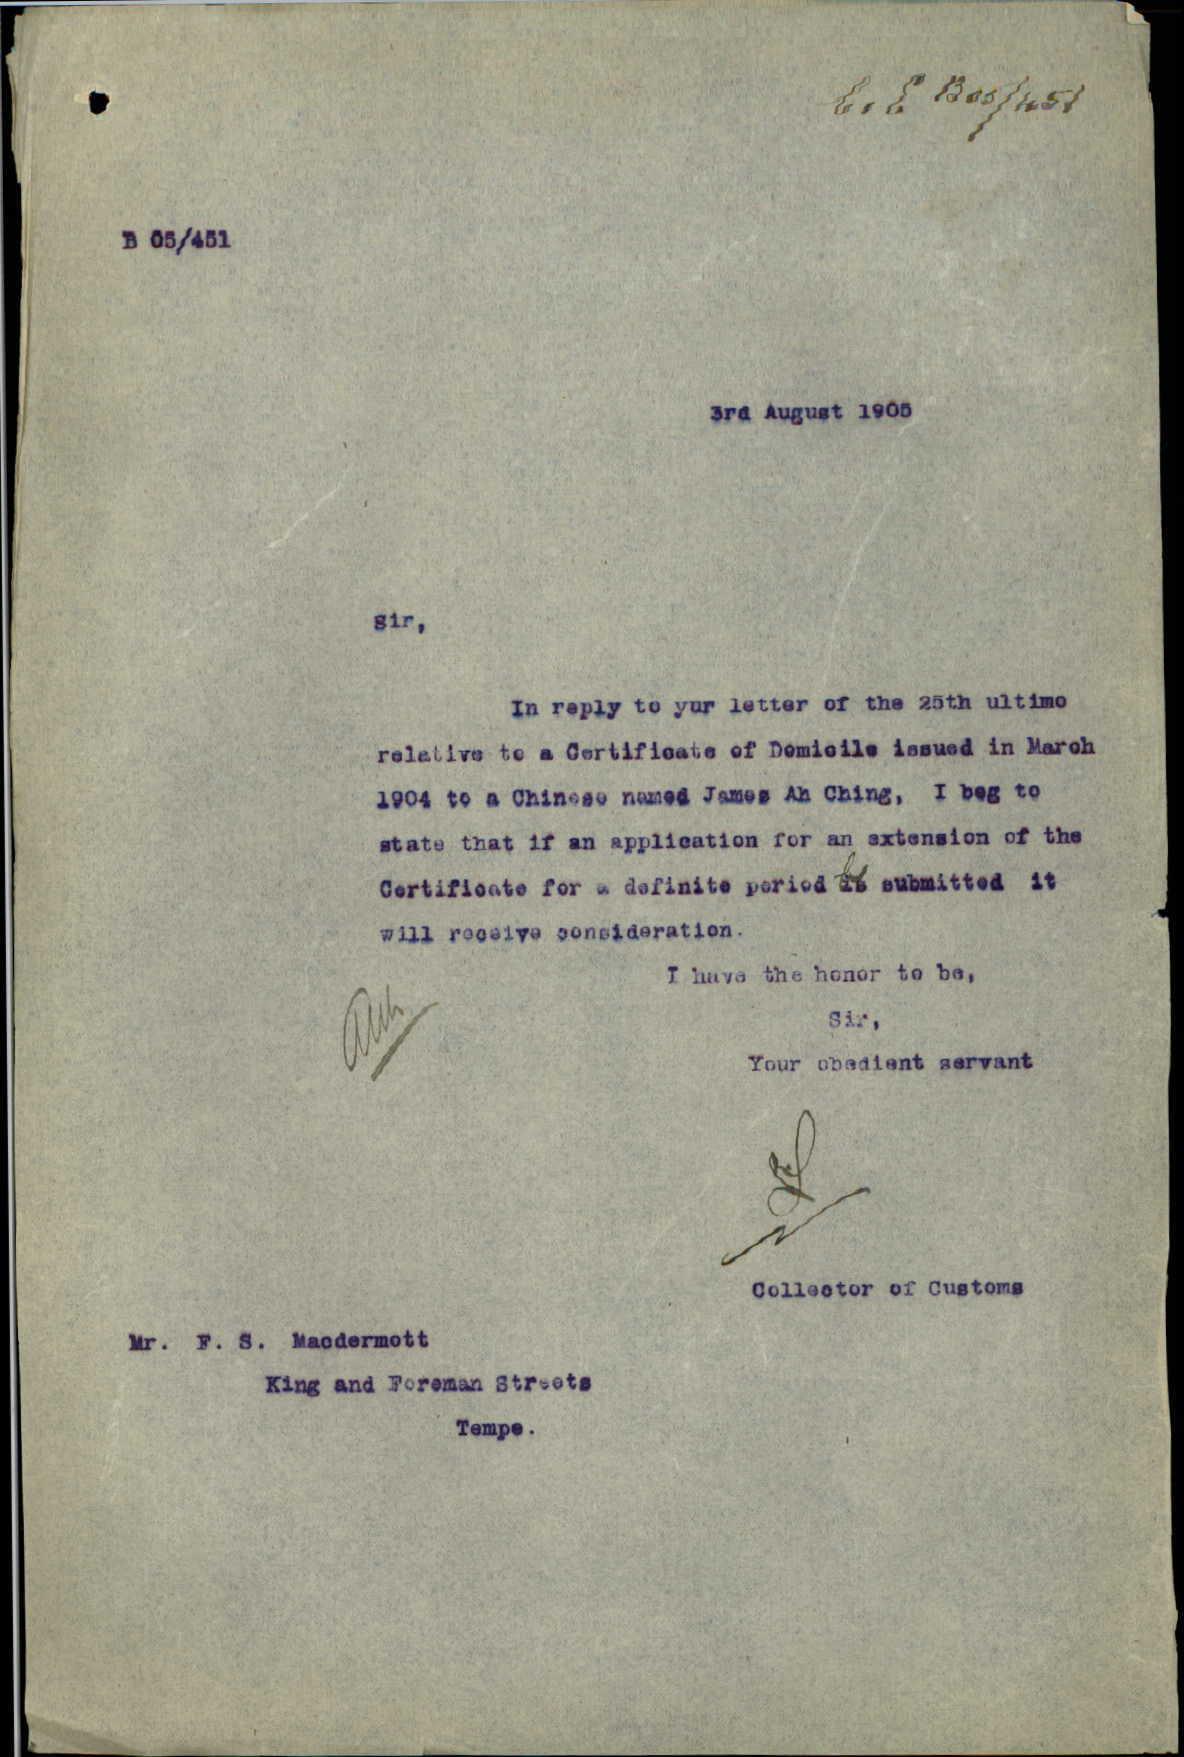 C. E B05/451
B 05/451
3rd August 1905
Sir,
In reply to yur letter of the 25th ultimo
relative to a Certificate of Domicile issued in March
1904 to a Chinese named James Ah Ching, I beg to
state that if an application for an extension of the
Certificate for a definite period be submitted it
will receive consideration.
I have the honor to be,
Sir,
Your obedient servant
Collector of Customs
Mr. F. S. Macdermott
King and Foreman Streets
Tempe.